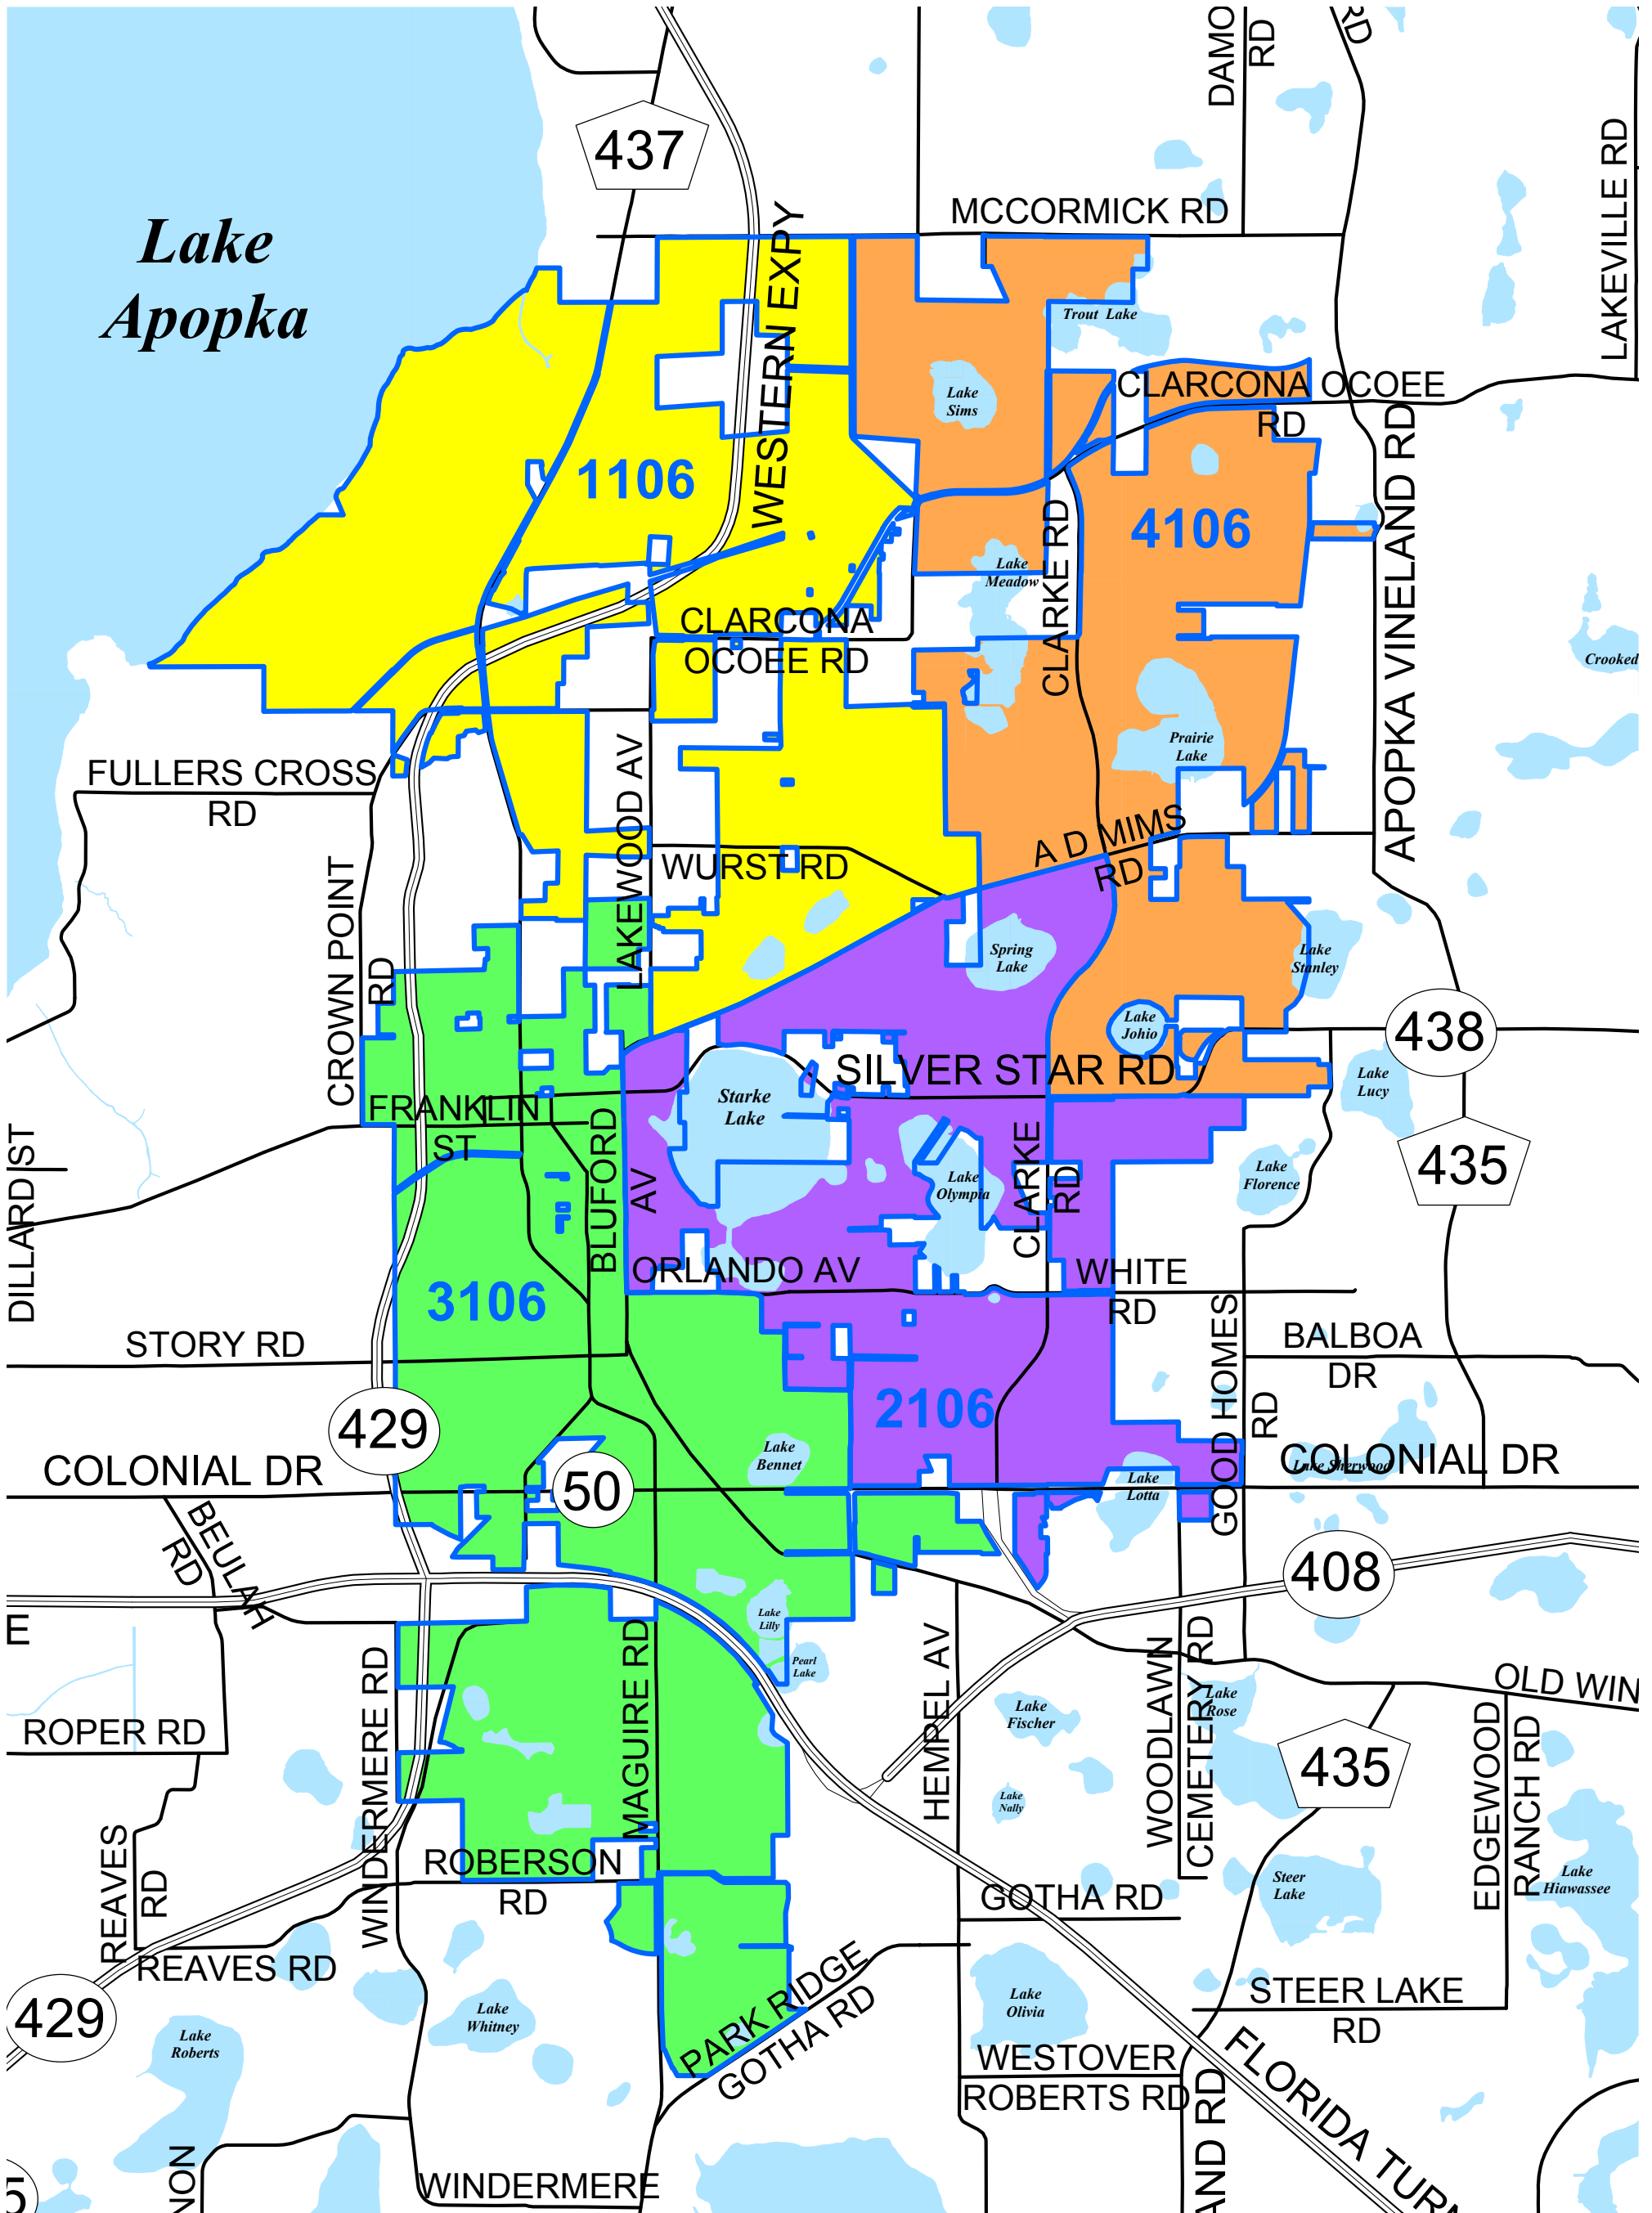 DAMO
RD
RD
437
LAKEVILLE RD
MCCORMICK RD
Lake
Apopka
WESTERN EXPY
Trout Lake
CLARCONA OCOEE
RD
Lake
Sims
APOPKA VINELAND RD
1106
4106
CLARKE RD
Lake
Meadow
CLARCONA
OCOEE RD
Crooked
Prairie
Lake
FULLERS CROSS
RD
LAKEWOOD AV
A D MIMS
RD
WURST RD
CROWN POINT
RD
Spring
Lake
Lake
Stanley
Lake
Johio
438
SILVER STAR RD
Lake
Lucy
Starke
Lake
FRANKLIN
ST
DILLARD ST
BLUFORD
AV
CLARKE
RD
Lake
Olympia
Lake
Florence
435
3106
ORLANDO AV
WHITE
RD
STORY RD
GOOD HOMES
RD
BALBOA
DR
2106
429
Lake
Bennet
COLONIAL DR
50
Lake
Lotta
Lake Sherwood
COLONIAL DR
BEULAH
RD
408
E
Lake
Lilly
Pearl
Lake
WINDERMERE RD
MAGUIRE RD
HEMPEL AV
WOODLAWN
CEMETERY RD
OLD WIN
Lake
Fischer
Lake
Rose
ROPER RD
EDGEWOOD
RANCH RD
435
Lake
Nally
REAVES
RD
ROBERSON
RD
Steer
Lake
Lake
Hiawassee
GOTHA RD
REAVES RD
PARK RIDGE
GOTHA RD
Lake
Olivia
STEER LAKE
RD
429
Lake
Whitney
Lake
Roberts
WESTOVER
ROBERTS RD
FLORIDA TURN
AND RD
NON
WINDERMERE
5